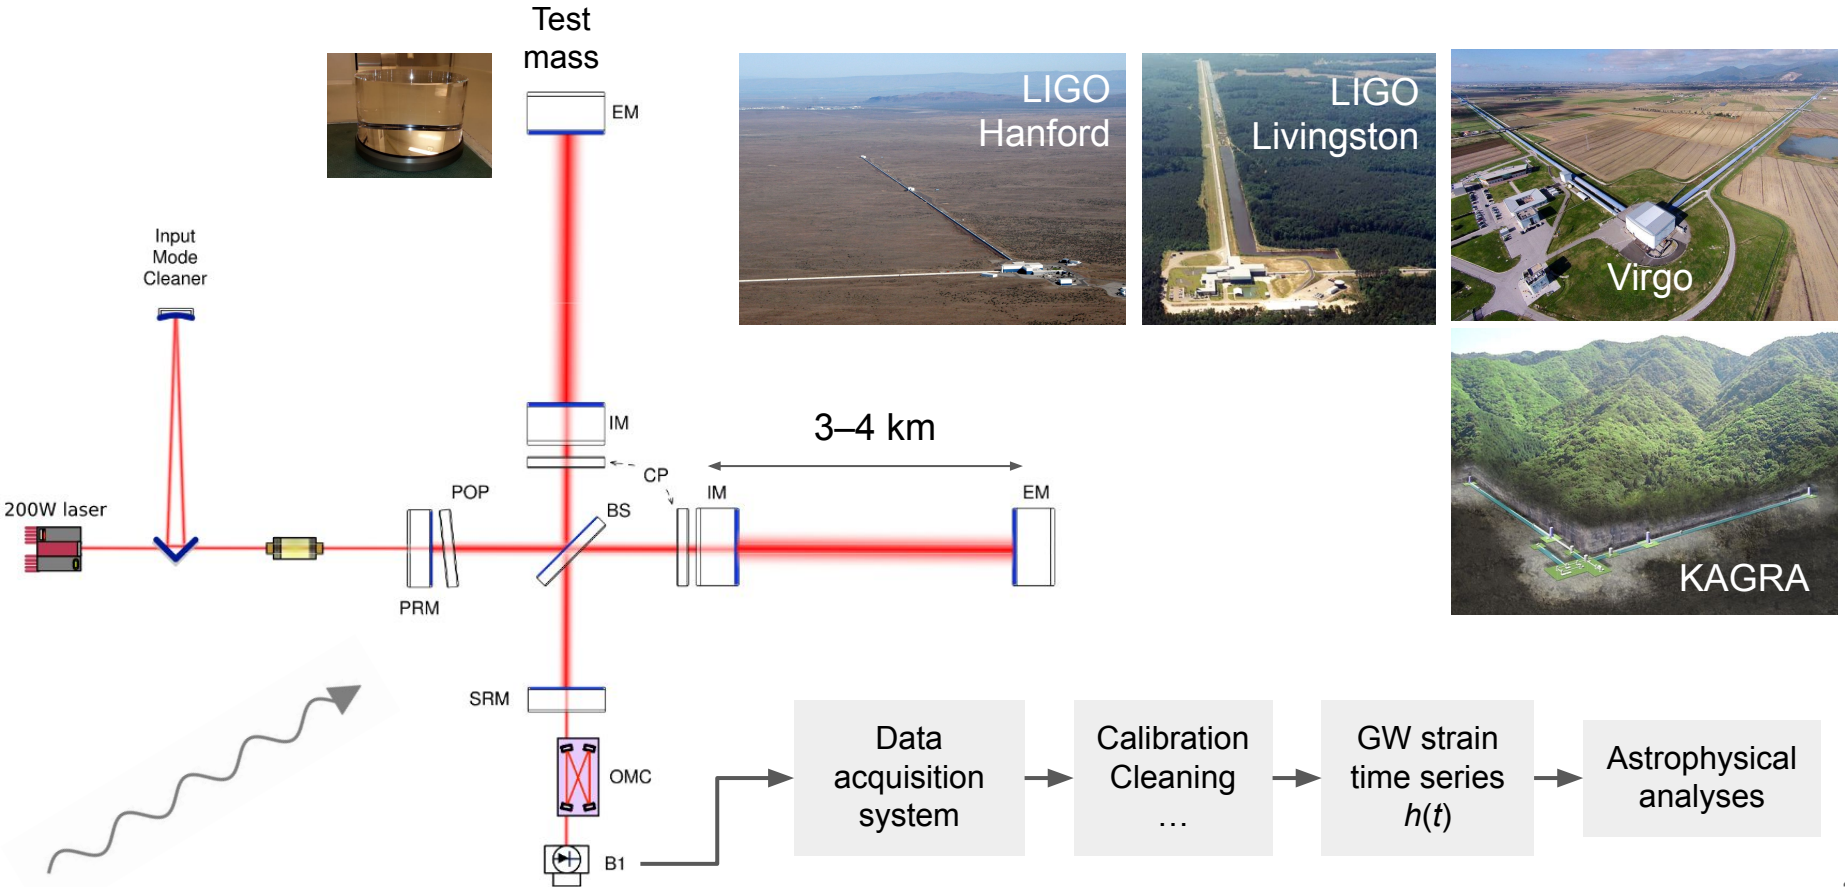 Test
mass
EM
LIGO
Hanford
LIGO
Livingston
Virgo
Input
Mode
Cleaner
IM
3–4 km
CP
POP
BS
IM
EM
200W laser
PRM
KAGRA
SRM
OMC
B1
Data
acquisition
system
Calibration
Cleaning
…
GW strain
time series
h(t)
Astrophysical
analyses